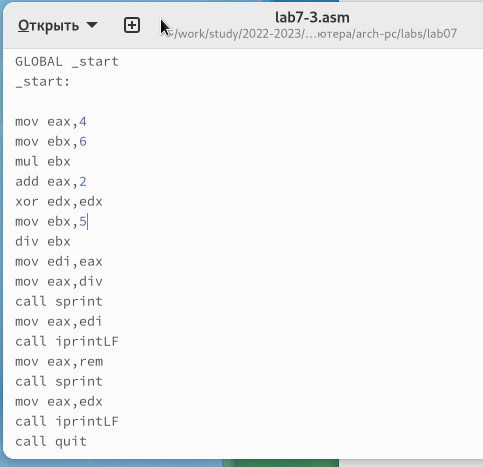 Открыть
lab7-3.asm
/work/study/2022-2023/…ютера/arch-pc/labs/lab07
GLOBAL _start
_start:
mov eax,4
mov ebx,6
mul ebx
add eax,2
xor edx,edx
mov ebx,5
div ebx
mov edi,eax
mov eax,div
call sprint
mov eax,edi
call iprintLF
mov eax,rem
call sprint
mov eax,edx
call iprintLF
call quit